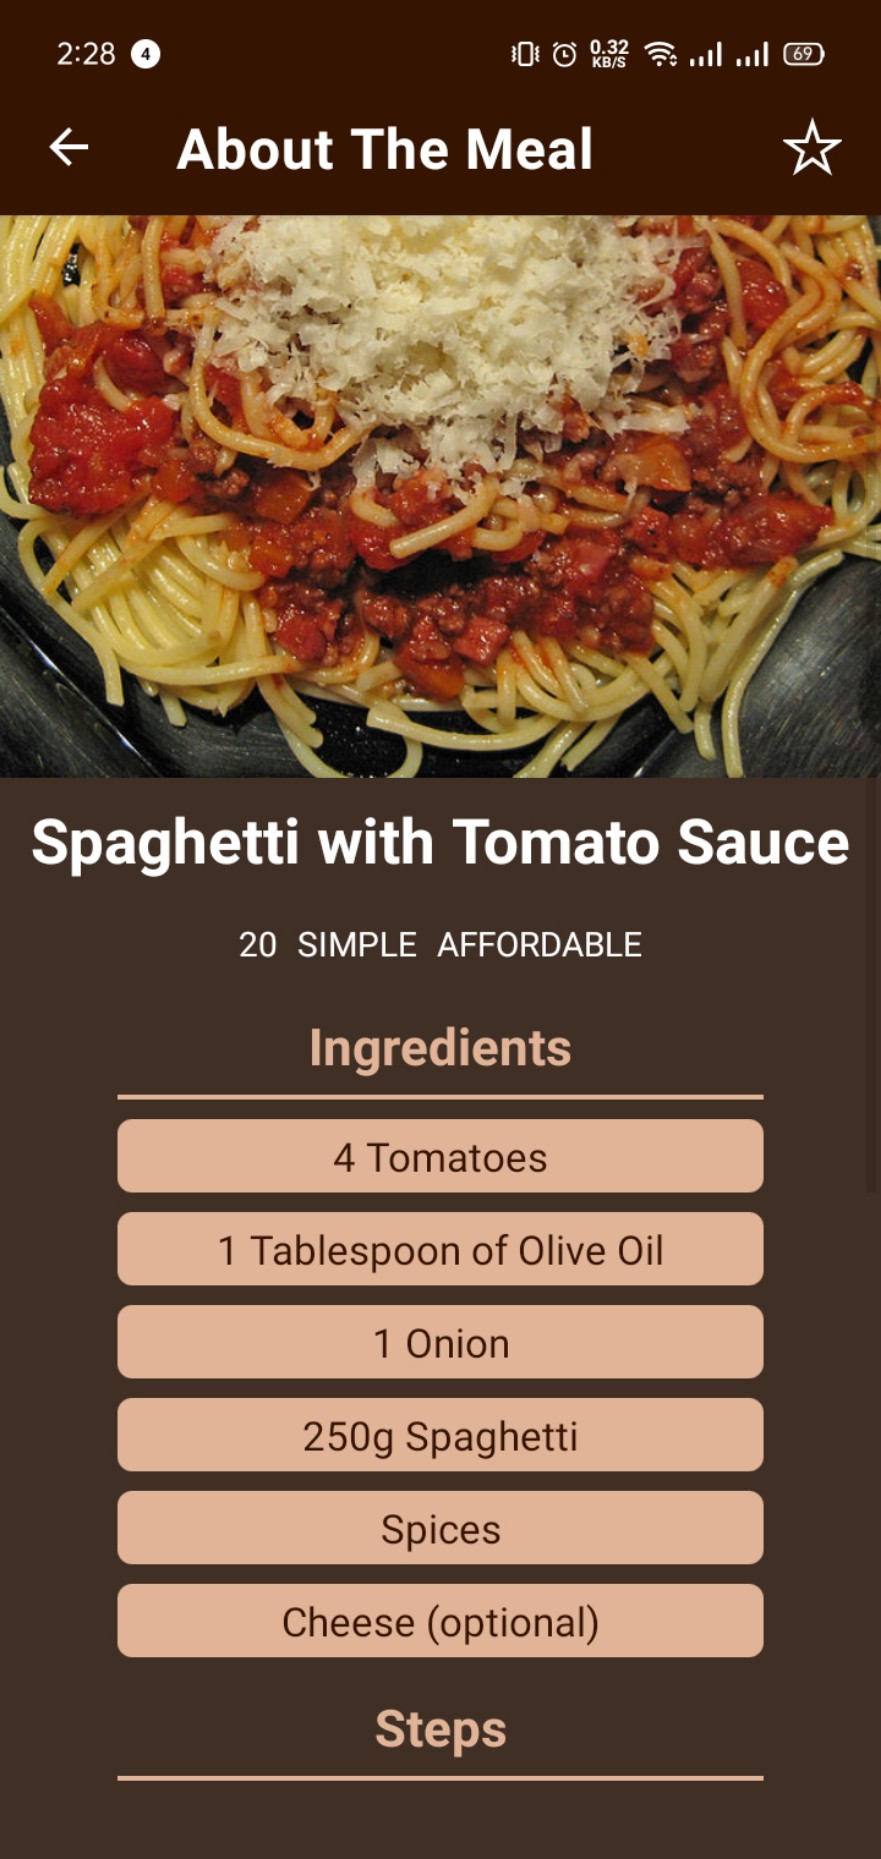 2:28 4 0.32 KB/S 69
About The Meal
Spaghetti with Tomato Sauce
20 SIMPLE AFFORDABLE
Ingredients
4 Tomatoes
1 Tablespoon of Olive Oil
1 Onion
250g Spaghetti
Spices
Cheese (optional)
Steps